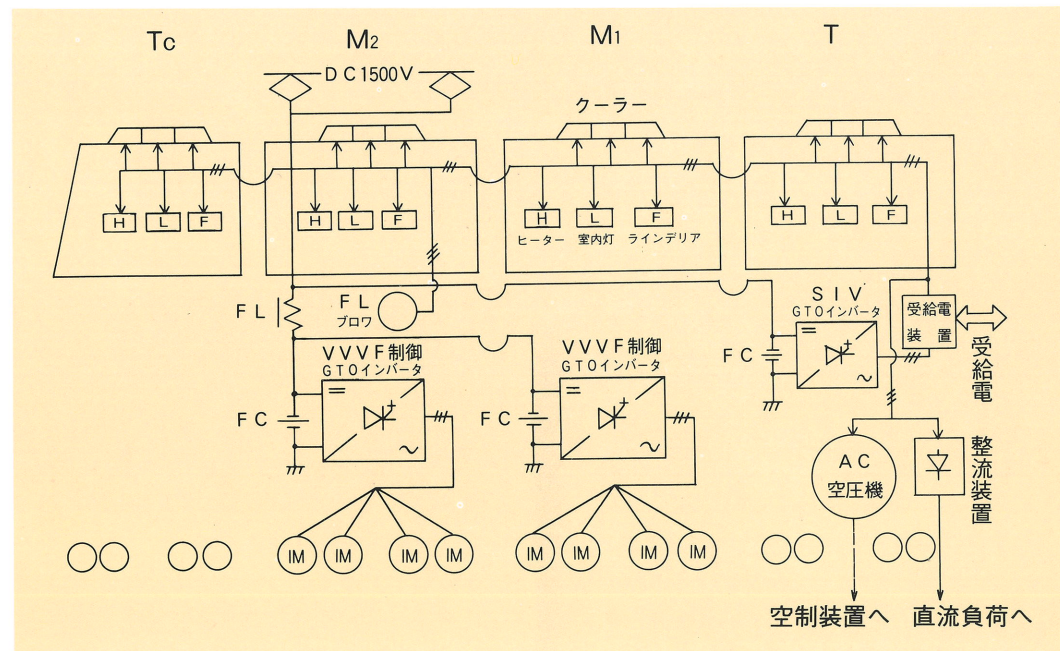 Tc
M2
M1
T
DC1500V
クーラー
H
L
F
H
L
F
H
L
F
ヒーター
室内灯
ラインデリア
H
L
F
FL
FL
ブロワ
SIV
GTOインバータ
受給電
装置
受給電
FC
VVVF制御
GTOインバータ
VVVF制御
GTOインバータ
FC
FC
AC
空圧機
整流装置
IM
IM
IM
IM
IM
IM
IM
IM
空制装置へ
直流負荷へ